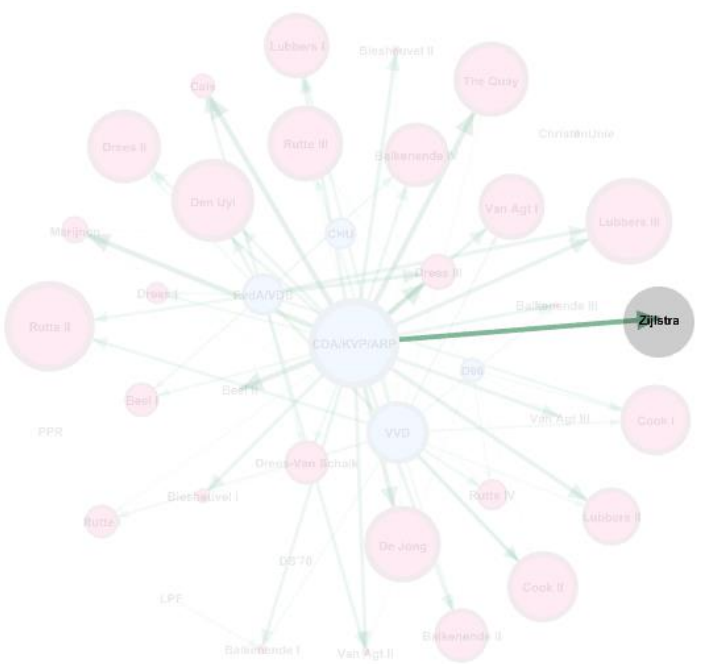 Lubbers I
Biesheuvel II
The Quay
Cals
ChristenUnie
Drees II
Rutte III
Balkenende II
Den Uyl
Van Agt I
Lubbers III
Marijnen
CHU
Drees III
Drees I
PvdA/VDB
Balkenende III
Zijlstra
Rutte II
CDA/KVP/ARP
D66
Beel II
Beel I
Van Agt III
Cook I
PPR
VVD
Drees-Van Schaik
Biesheuvel I
Rutte IV
Rutte I
Lubbers II
De Jong
DS'70
Cook II
LPF
Balkenende I
Van Agt II
Balkenende II